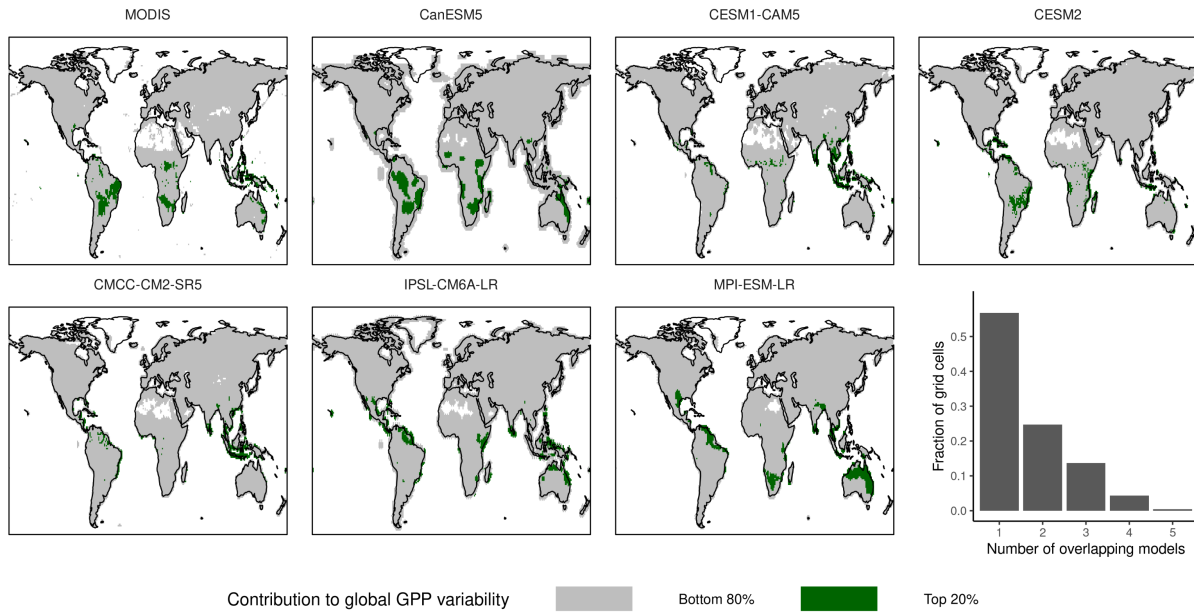 MODIS
CanESM5
CESM1-CAM5
CESM2
CMCC-CM2-SR5
IPSL-CM6A-LR
MPI-ESM-LR
Fraction of grid cells
0.5
0.4
0.3
0.2
0.1
0.0
1 2 3 4 5
Number of overlapping models
Contribution to global GPP variability
Bottom 80%
Top 20%